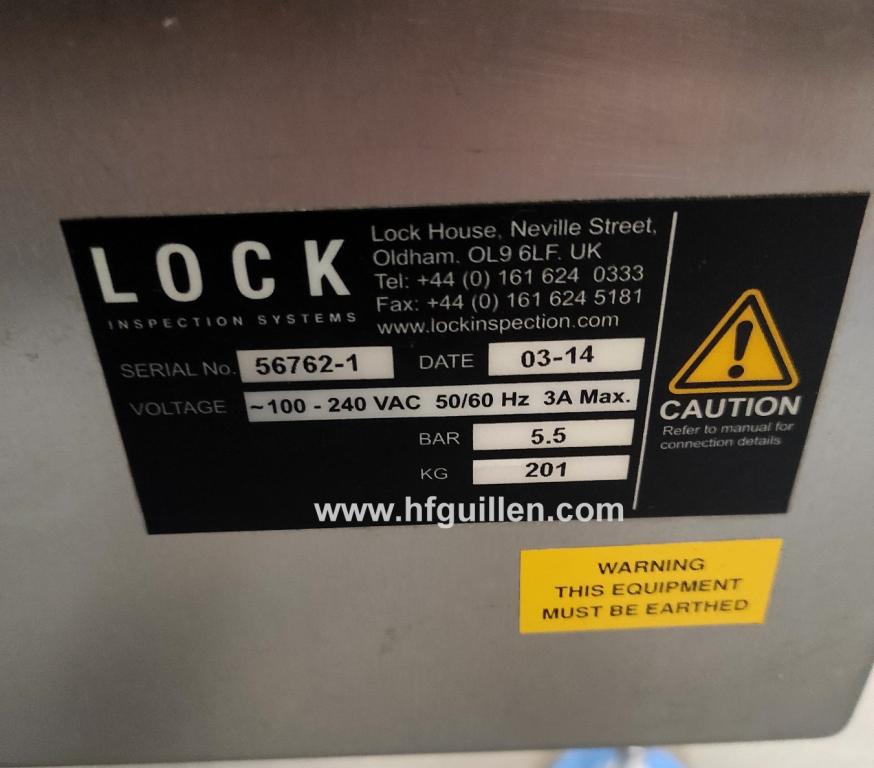 LOCK
INSPECTION SYSTEMS
Lock House, Neville Street,
Oldham. OL9 6LF. UK
Tel: +44 (0) 161 624 0333
Fax: +44 (0) 161 624 5181
www.lockinspection.com
SERIAL No. 56762-1 DATE 03-14
VOLTAGE ~100 - 240 VAC 50/60 Hz 3A Max.
BAR 5.5
KG 201
CAUTION
Refer to manual for
connection details
www.hfguillen.com
WARNING
THIS EQUIPMENT
MUST BE EARTHED